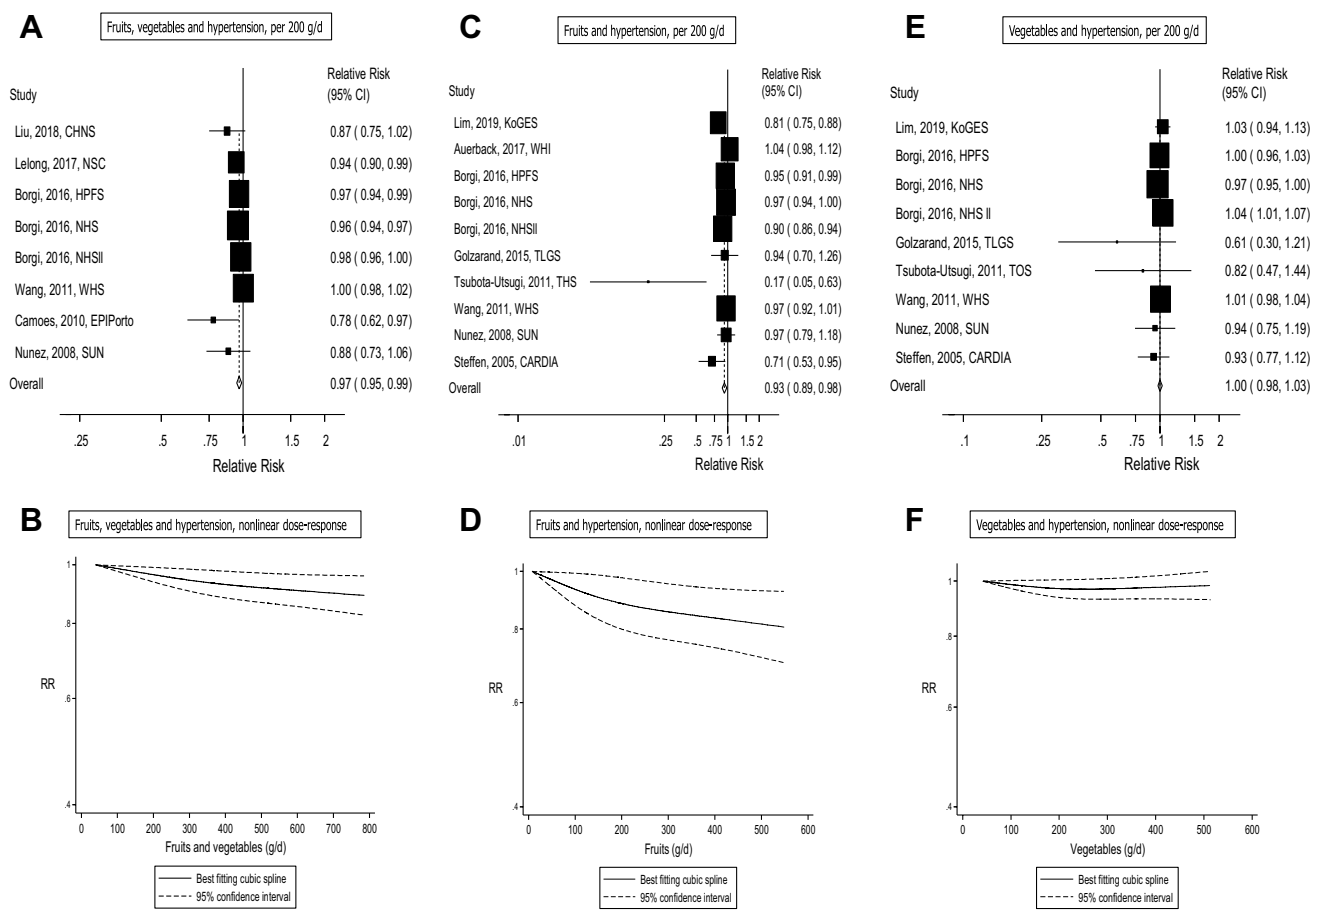 A
Fruits, vegetables and hypertension, per 200 g/d
Relative Risk
Study
(95% CI)
Liu, 2018, CHNS 0.87 ( 0.75, 1.02)
Lelong, 2017, NSC 0.94 ( 0.90, 0.99)
Borgi, 2016, HPFS 0.97 ( 0.94, 0.99)
Borgi, 2016, NHS 0.96 ( 0.94, 0.97)
Borgi, 2016, NHSII 0.98 ( 0.96, 1.00)
Wang, 2011, WHS 1.00 ( 0.98, 1.02)
Camoes, 2010, EPIPorto 0.78 ( 0.62, 0.97)
Nunez, 2008, SUN 0.88 ( 0.73, 1.06)
Overall 0.97 ( 0.95, 0.99)
.25 .5 .75 1 1.5 2
Relative Risk
C
Fruits and hypertension, per 200 g/d
Relative Risk
Study
(95% CI)
Lim, 2019, KoGES 0.81 ( 0.75, 0.88)
Auerback, 2017, WHI 1.04 ( 0.98, 1.12)
Borgi, 2016, HPFS 0.95 ( 0.91, 0.99)
Borgi, 2016, NHS 0.97 ( 0.94, 1.00)
Borgi, 2016, NHSII 0.90 ( 0.86, 0.94)
Golzarand, 2015, TLGS 0.94 ( 0.70, 1.26)
Tsubota-Utsugi, 2011, THS 0.17 ( 0.05, 0.63)
Wang, 2011, WHS 0.97 ( 0.92, 1.01)
Nunez, 2008, SUN 0.97 ( 0.79, 1.18)
Steffen, 2005, CARDIA 0.71 ( 0.53, 0.95)
Overall 0.93 ( 0.89, 0.98)
.01 .25 .5 .75 1 1.5 2
Relative Risk
E
Vegetables and hypertension, per 200 g/d
Relative Risk
Study
(95% CI)
Lim, 2019, KoGES 1.03 ( 0.94, 1.13)
Borgi, 2016, HPFS 1.00 ( 0.96, 1.03)
Borgi, 2016, NHS 0.97 ( 0.95, 1.00)
Borgi, 2016, NHS II 1.04 ( 1.01, 1.07)
Golzarand, 2015, TLGS 0.61 ( 0.30, 1.21)
Tsubota-Utsugi, 2011, TOS 0.82 ( 0.47, 1.44)
Wang, 2011, WHS 1.01 ( 0.98, 1.04)
Nunez, 2008, SUN 0.94 ( 0.75, 1.19)
Steffen, 2005, CARDIA 0.93 ( 0.77, 1.12)
Overall 1.00 ( 0.98, 1.03)
.1 .25 .5 .75 1 1.5 2
Relative Risk
B
Fruits, vegetables and hypertension, nonlinear dose-response
1
.8
RR
.6
.4
0 100 200 300 400 500 600 700 800
Fruits and vegetables (g/d)
Best fitting cubic spline
95% confidence interval
D
Fruits and hypertension, nonlinear dose-response
1
.8
RR
.6
.4
0 100 200 300 400 500 600
Fruits (g/d)
Best fitting cubic spline
95% confidence interval
F
Vegetables and hypertension, nonlinear dose-response
1
.8
RR
.6
.4
0 100 200 300 400 500 600
Vegetables (g/d)
Best fitting cubic spline
95% confidence interval